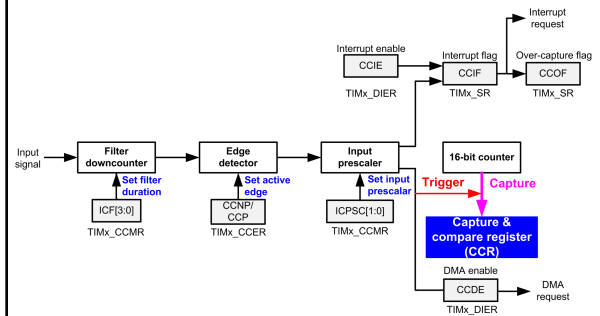 Interrupt
request
Interrupt enable
Interrupt flag
Over-capture flag
CCIE
CCIF
CCOF
TIMx_DIER
TIMx_SR
TIMx_SR
Input
signal
Filter
downcounter
Edge
detector
Input
prescaler
16-bit counter
Set filter
duration
Set active
edge
Set input
prescalar
Trigger
Capture
ICF[3:0]
CCNP/
CCP
ICPSC[1:0]
TIMx_CCMR
TIMx_CCER
TIMx_CCMR
Capture &
compare register
(CCR)
DMA enable
CCDE
DMA
request
TIMx_DIER